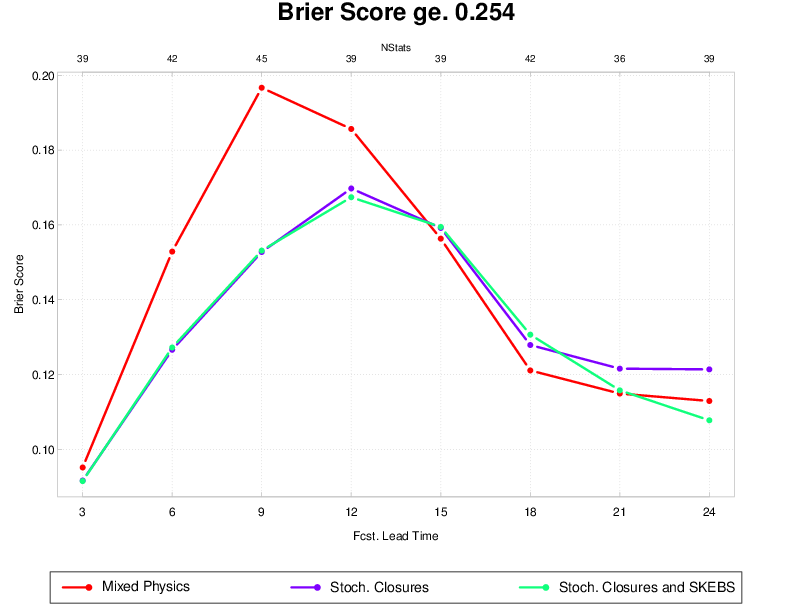 Brier Score ge. 0.254
NStats
39 42 45 39 39 42 36 39
0.20
0.18
0.16
0.14
0.12
0.10
Brier Score
3 6 9 12 15 18 21 24
Fcst. Lead Time
Mixed Physics Stoch. Closures Stoch. Closures and SKEBS